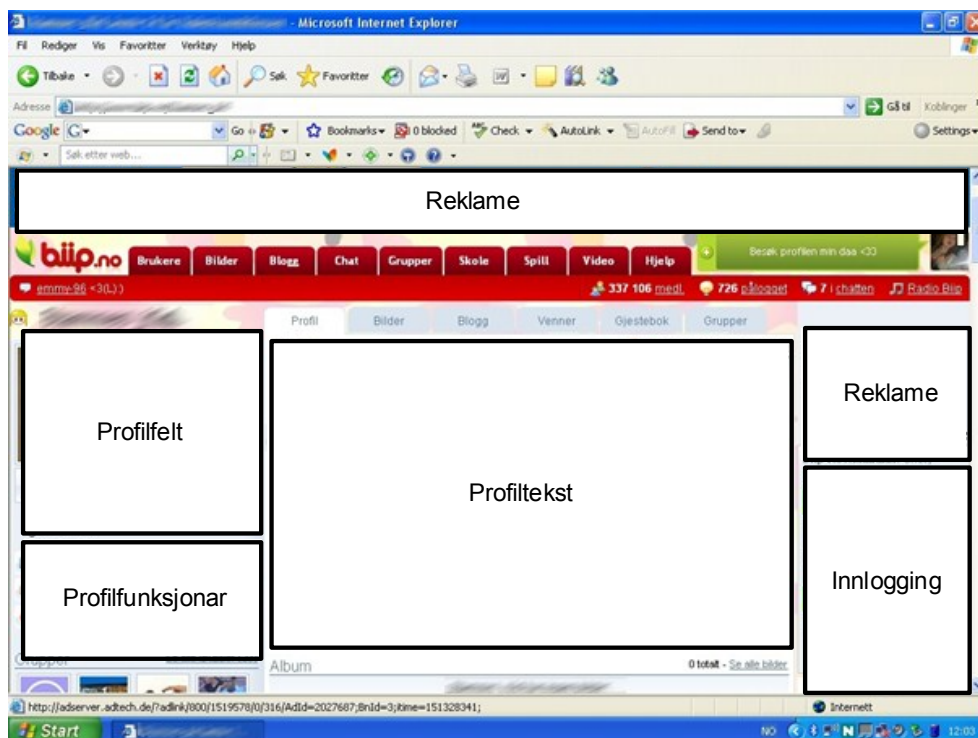 - Microsoft Internet Explorer
Fil Rediger Vis Favoritter Verktøy Hjelp
Tilbake Søk Favoritter
Adresse Gå til Koblinger
Google G Go Bookmarks 0 blocked Check AutoLink AutoFill Send to Settings
Søk etter web...
Reklame
biip.no Brukere Bilder Blogg Chat Grupper Skole Spill Video Hjelp Besøk profilen min daa <33
emmy-96 <3(L):) 337 106 medl. 726 pålogget 7 i chatten Radio Biip
Profil Bilder Blogg Venner Gjestebok Grupper
Profilfelt
Profiltekst
Reklame
Profilfunksjonar
Innlogging
Grupper
Album 0 totalt - Se alle bilder
http://adserver.adtech.de/?adlink/800/1519578/0/316/AdId=2027687;BnId=3;itime=151328341; Internett
Start NO 12:03